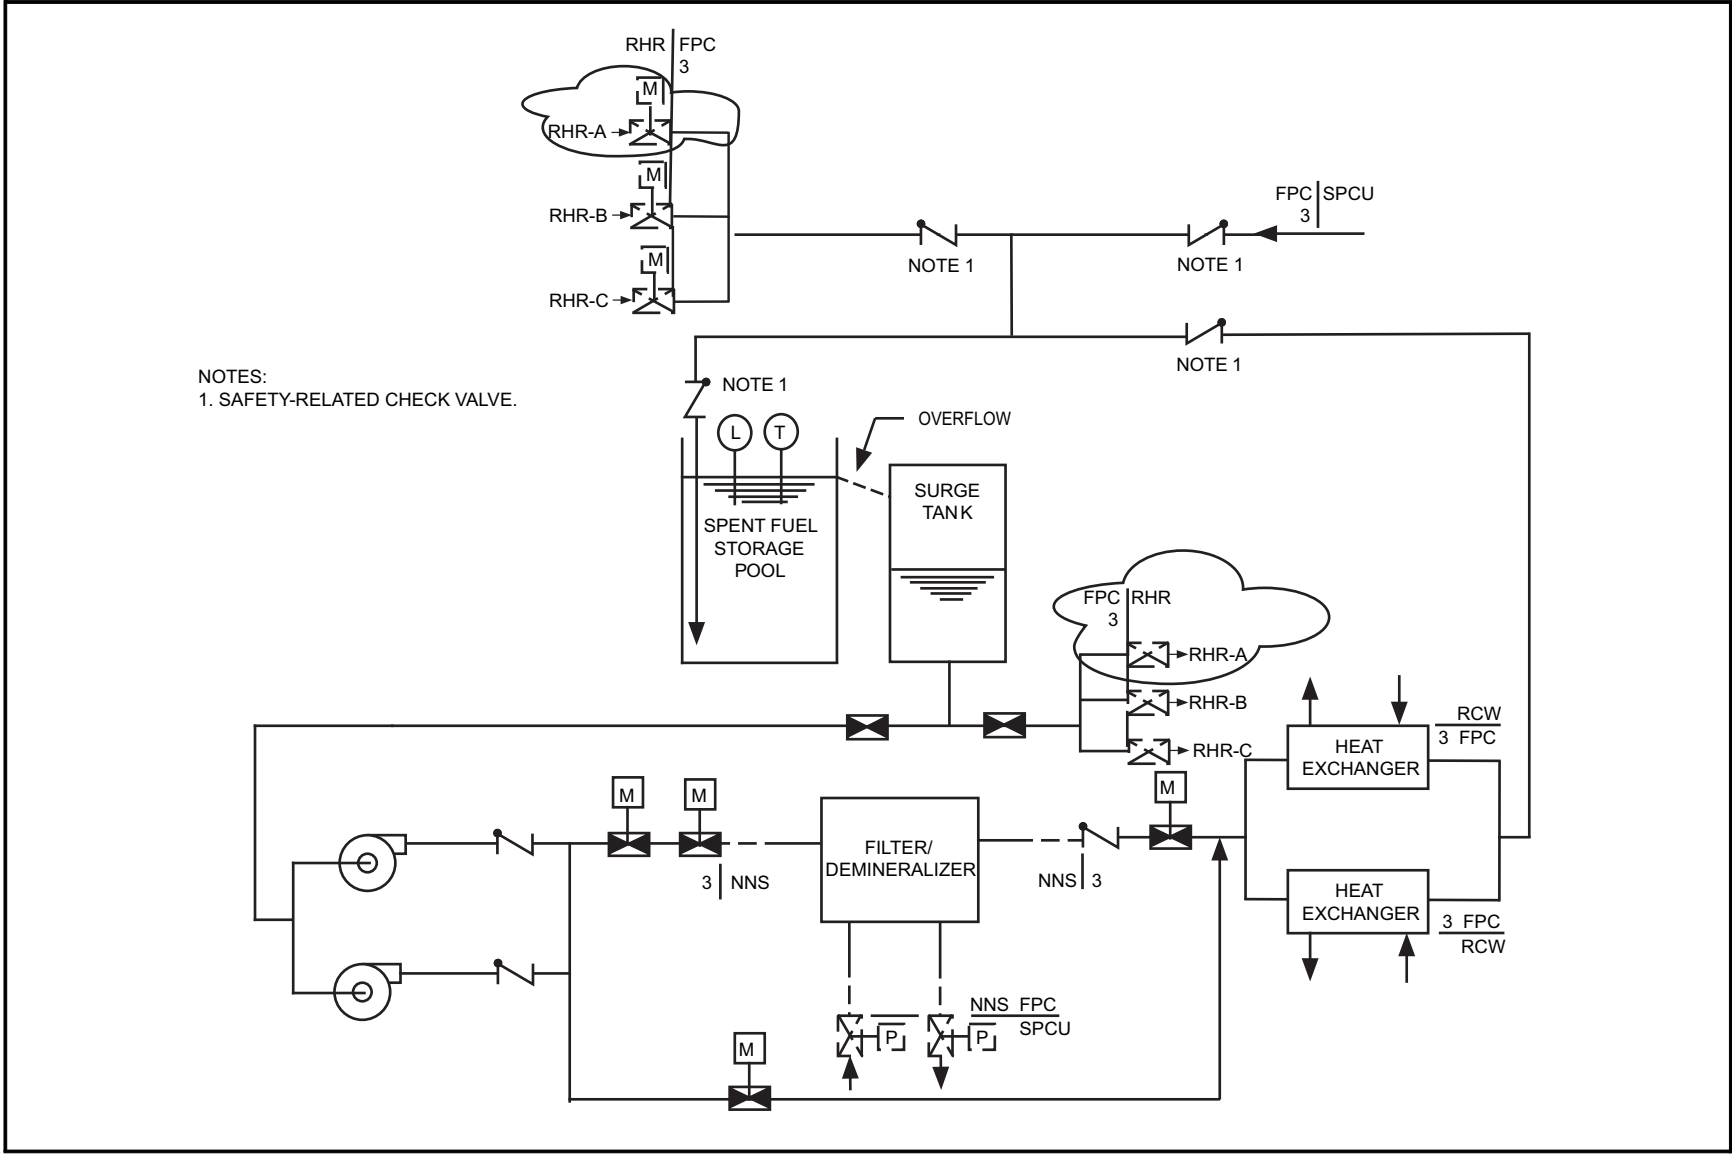 RHR FPC
3
M
RHR-A
M
RHR-B
M
RHR-C
FPC SPCU
3
NOTE 1
NOTE 1
NOTE 1
NOTES:
1. SAFETY-RELATED CHECK VALVE.
NOTE 1
L
T
OVERFLOW
SURGE
TANK
SPENT FUEL
STORAGE
POOL
FPC RHR
3
RHR-A
RHR-B
RHR-C
RCW
3 FPC
HEAT
EXCHANGER
M
M
M
FILTER/
DEMINERALIZER
3 NNS
NNS 3
HEAT
EXCHANGER
3 FPC
RCW
NNS FPC
SPCU
P
P
M